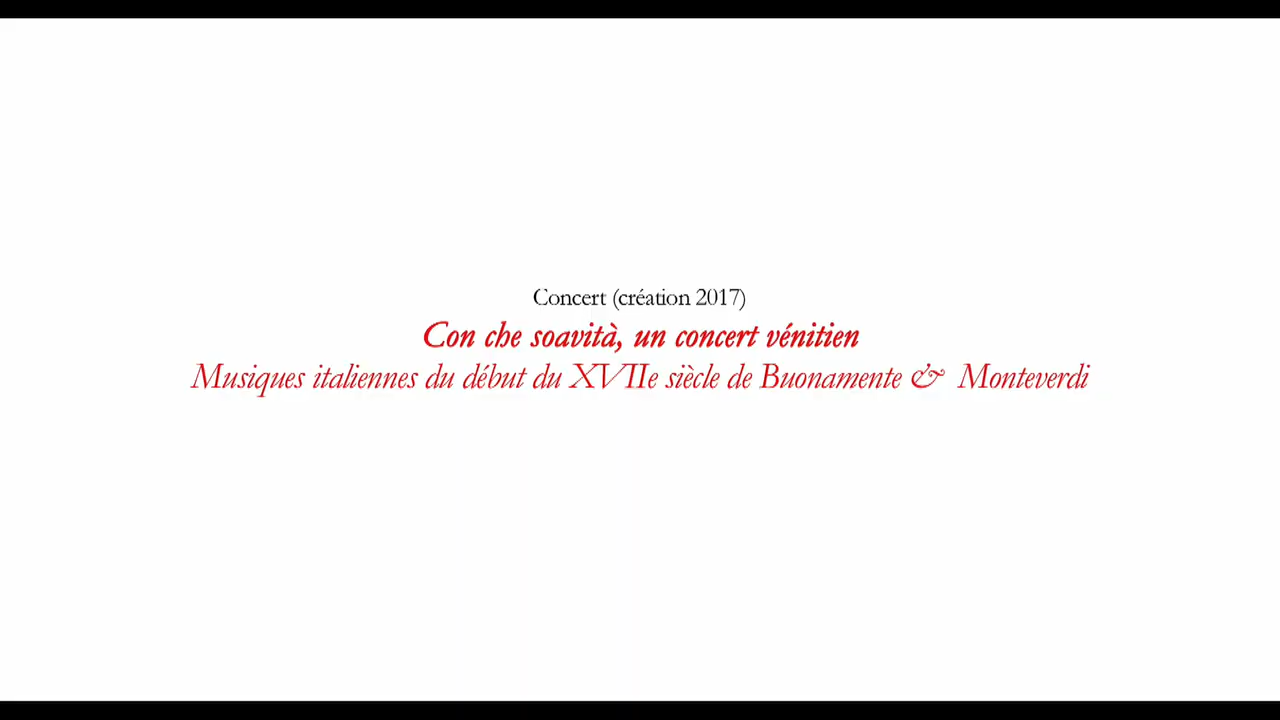 Concert (création 2017)
Con che soavità, un concert vénitien
Musiques italiennes du début du XVIIe siècle de Buonamente & Monteverdi